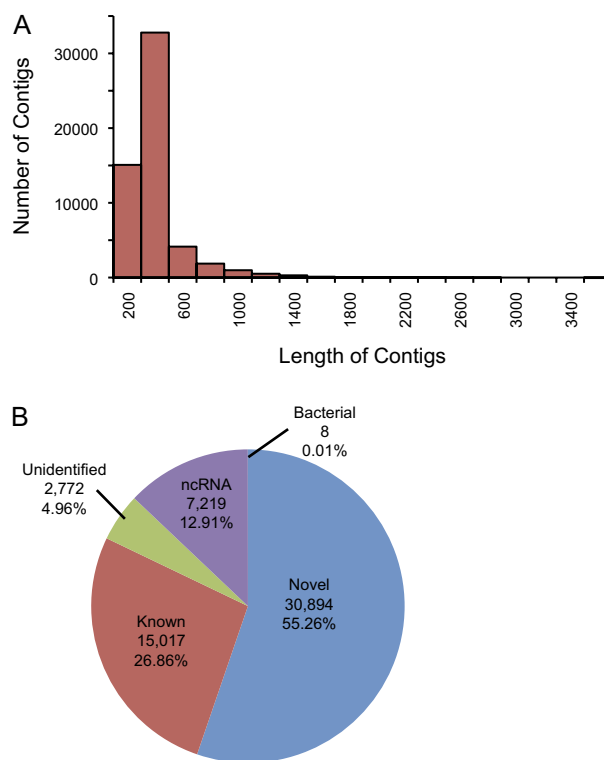 A
Number of Contigs
30000
20000
10000
0
200
600
1000
1400
1800
2200
2600
3000
3400
Length of Contigs
B
Bacterial
8
0.01%
Unidentified
2,772
4.96%
ncRNA
7,219
12.91%
Novel
30,894
55.26%
Known
15,017
26.86%